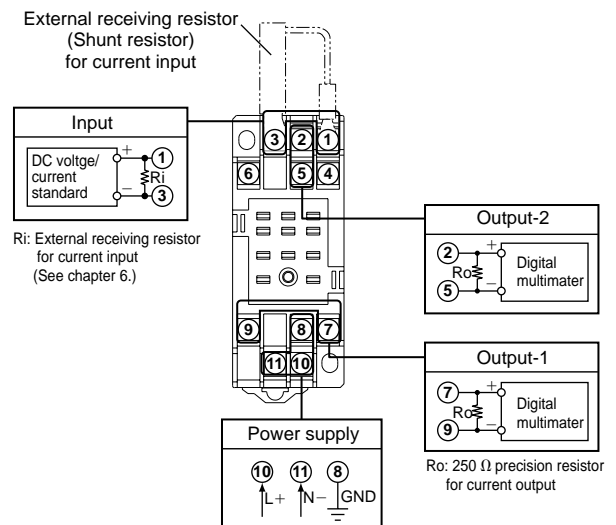 External receiving resistor
(Shunt resistor)
for current input
Input
DC voltge/
current
standard
+
−
Ri
1
3
Ri: External receiving resistor
for current input
(See chapter 6.)
3 2 1
6 5 4
9 8 7
11 10
Output-2
2
5
Ro
+
−
Digital
multimater
Output-1
7
9
Ro
+
−
Digital
multimater
Ro: 250 Ω precision resistor
for current output
Power supply
10 11 8
L+ N− GND